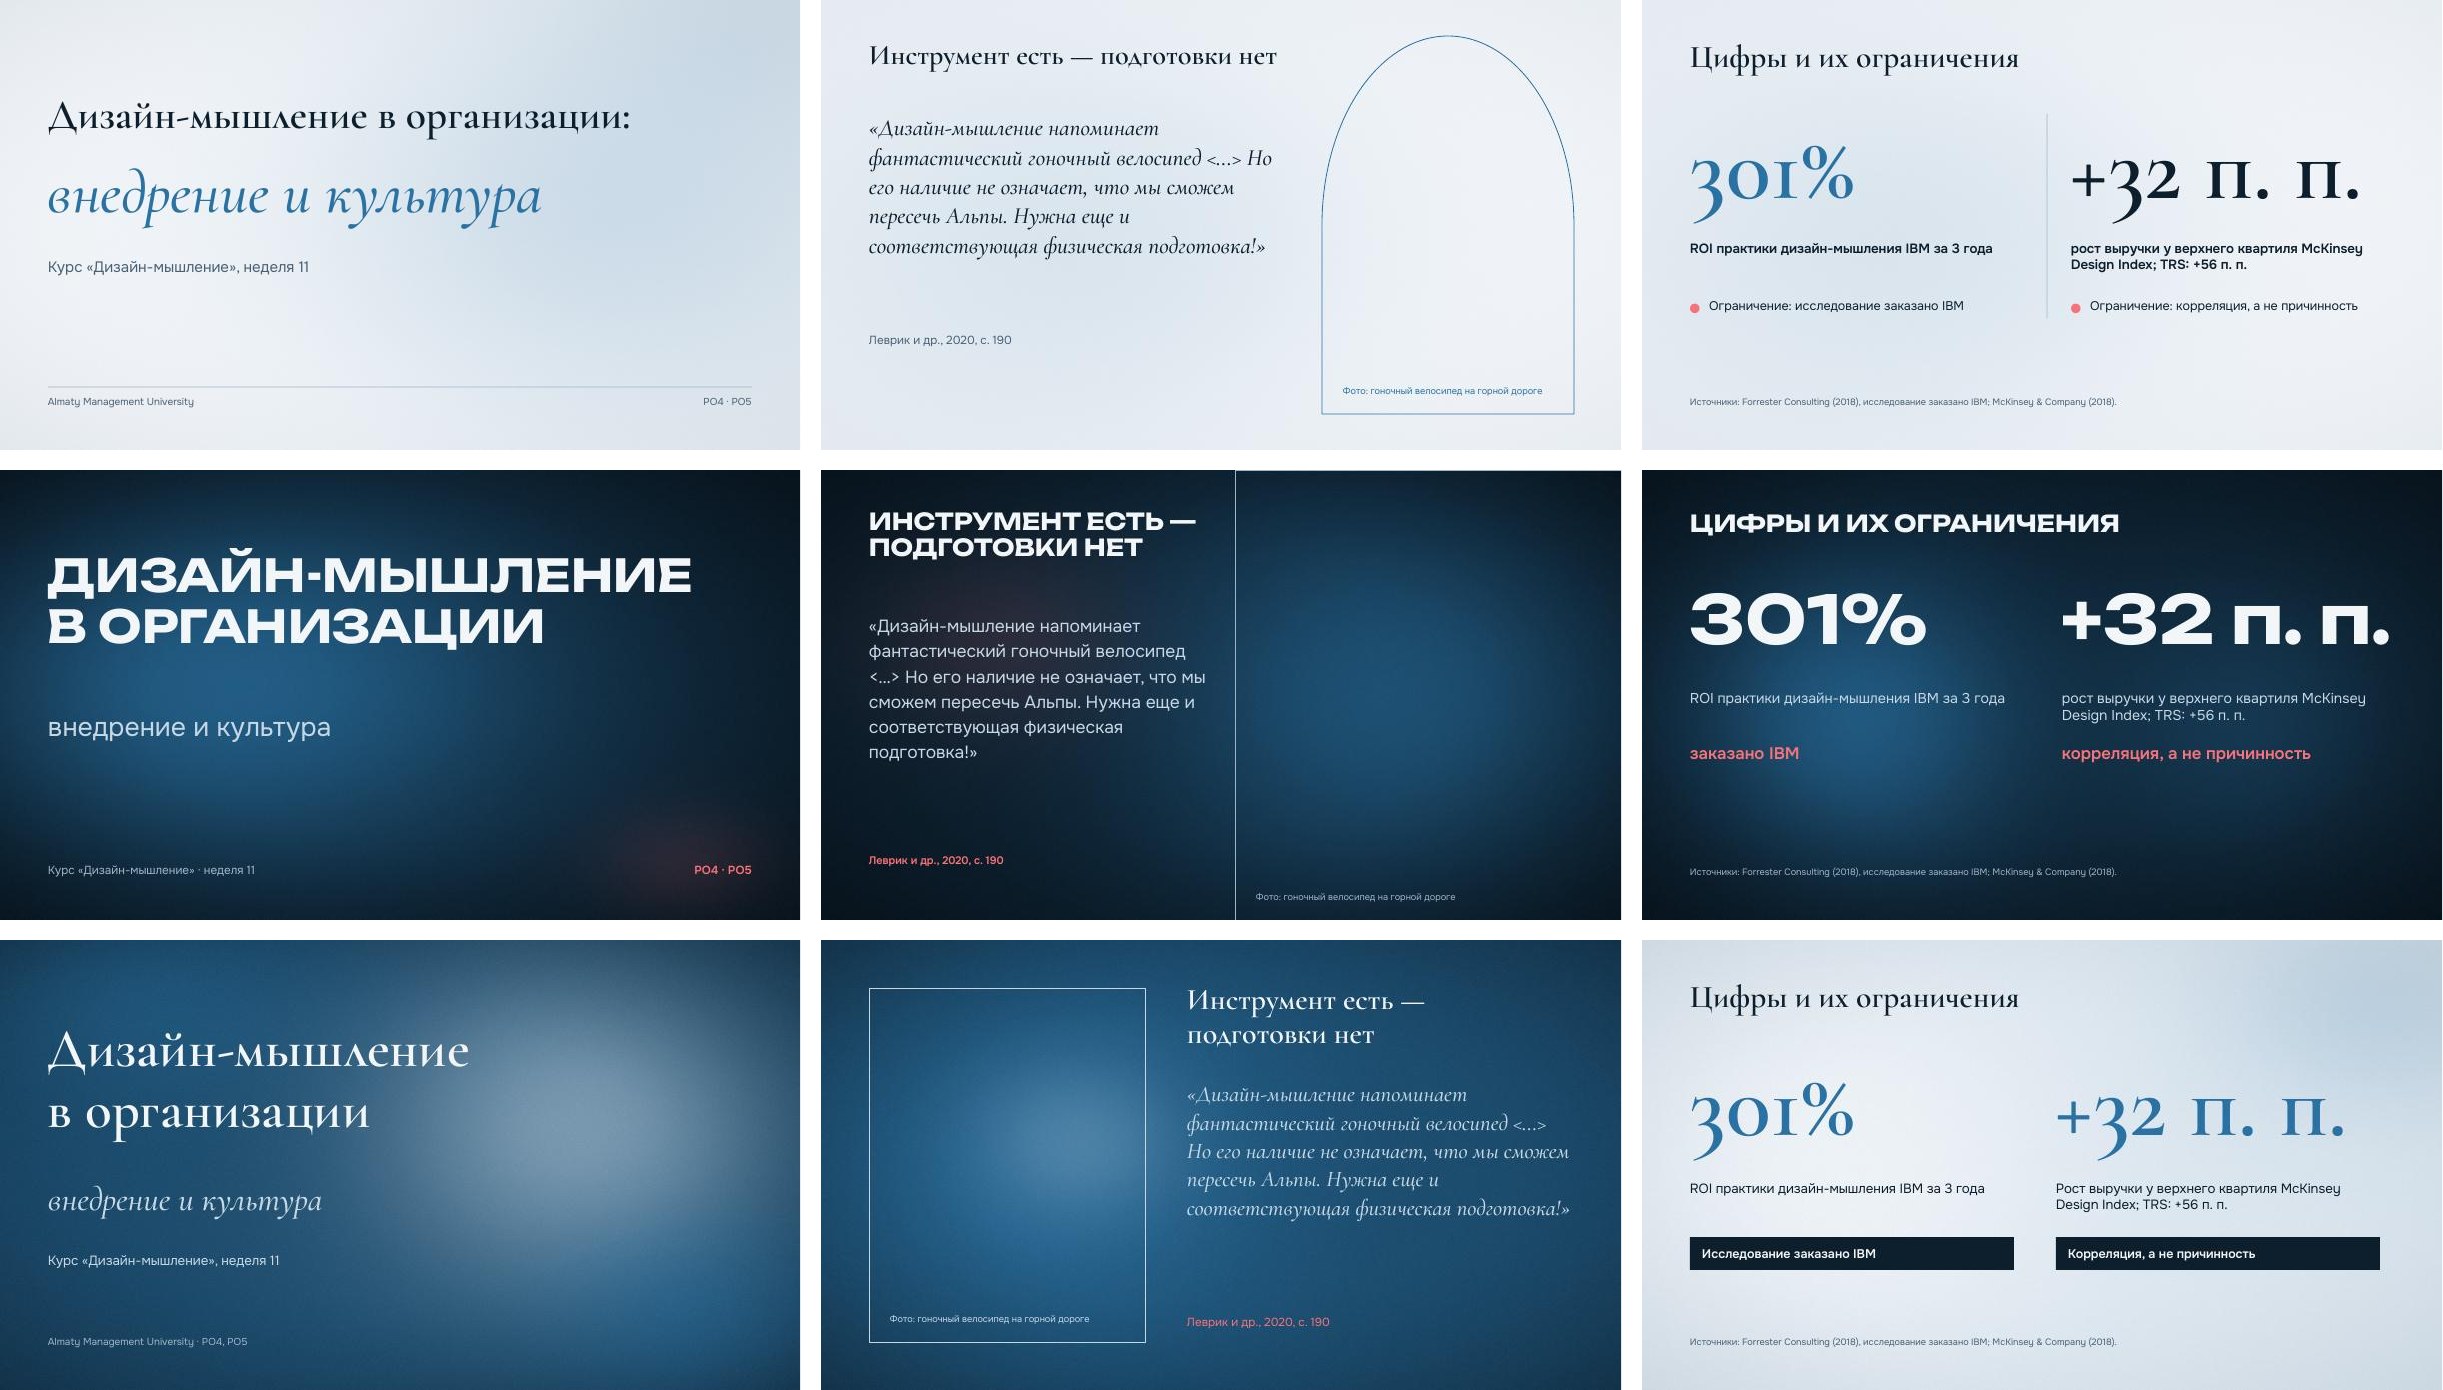 Дизайн-мышление в организации:
внедрение и культура
Курс «Дизайн-мышление», неделя 11
Almaty Management University
РО4 · РО5
Инструмент есть — подготовки нет
«Дизайн-мышление напоминает
фантастический гоночный велосипед <...> Но
его наличие не означает, что мы сможем
пересечь Альпы. Нужна еще и
соответствующая физическая подготовка!»
Леврик и др., 2020, с. 190
Фото: гоночный велосипед на горной дороге
Цифры и их ограничения
301%
ROI практики дизайн-мышления IBM за 3 года
Ограничение: исследование заказано IBM
+32 п. п.
рост выручки у верхнего квартиля McKinsey
Design Index; TRS: +56 п. п.
Ограничение: корреляция, а не причинность
Источники: Forrester Consulting (2018), исследование заказано IBM; McKinsey & Company (2018).
ДИЗАЙН-МЫШЛЕНИЕ
В ОРГАНИЗАЦИИ
внедрение и культура
Курс «Дизайн-мышление» · неделя 11
РО4 · РО5
ИНСТРУМЕНТ ЕСТЬ —
ПОДГОТОВКИ НЕТ
«Дизайн-мышление напоминает
фантастический гоночный велосипед
<...> Но его наличие не означает, что мы
сможем пересечь Альпы. Нужна еще и
соответствующая физическая
подготовка!»
Леврик и др., 2020, с. 190
Фото: гоночный велосипед на горной дороге
ЦИФРЫ И ИХ ОГРАНИЧЕНИЯ
301%
ROI практики дизайн-мышления IBM за 3 года
заказано IBM
+32 п. п.
рост выручки у верхнего квартиля McKinsey
Design Index; TRS: +56 п. п.
корреляция, а не причинность
Источники: Forrester Consulting (2018), исследование заказано IBM; McKinsey & Company (2018).
Дизайн-мышление
в организации
внедрение и культура
Курс «Дизайн-мышление», неделя 11
Almaty Management University · РО4, РО5
Фото: гоночный велосипед на горной дороге
Инструмент есть —
подготовки нет
«Дизайн-мышление напоминает
фантастический гоночный велосипед <...>
Но его наличие не означает, что мы сможем
пересечь Альпы. Нужна еще и
соответствующая физическая подготовка!»
Леврик и др., 2020, с. 190
Цифры и их ограничения
301%
ROI практики дизайн-мышления IBM за 3 года
Исследование заказано IBM
+32 п. п.
Рост выручки у верхнего квартиля McKinsey
Design Index; TRS: +56 п. п.
Корреляция, а не причинность
Источники: Forrester Consulting (2018), исследование заказано IBM; McKinsey & Company (2018).